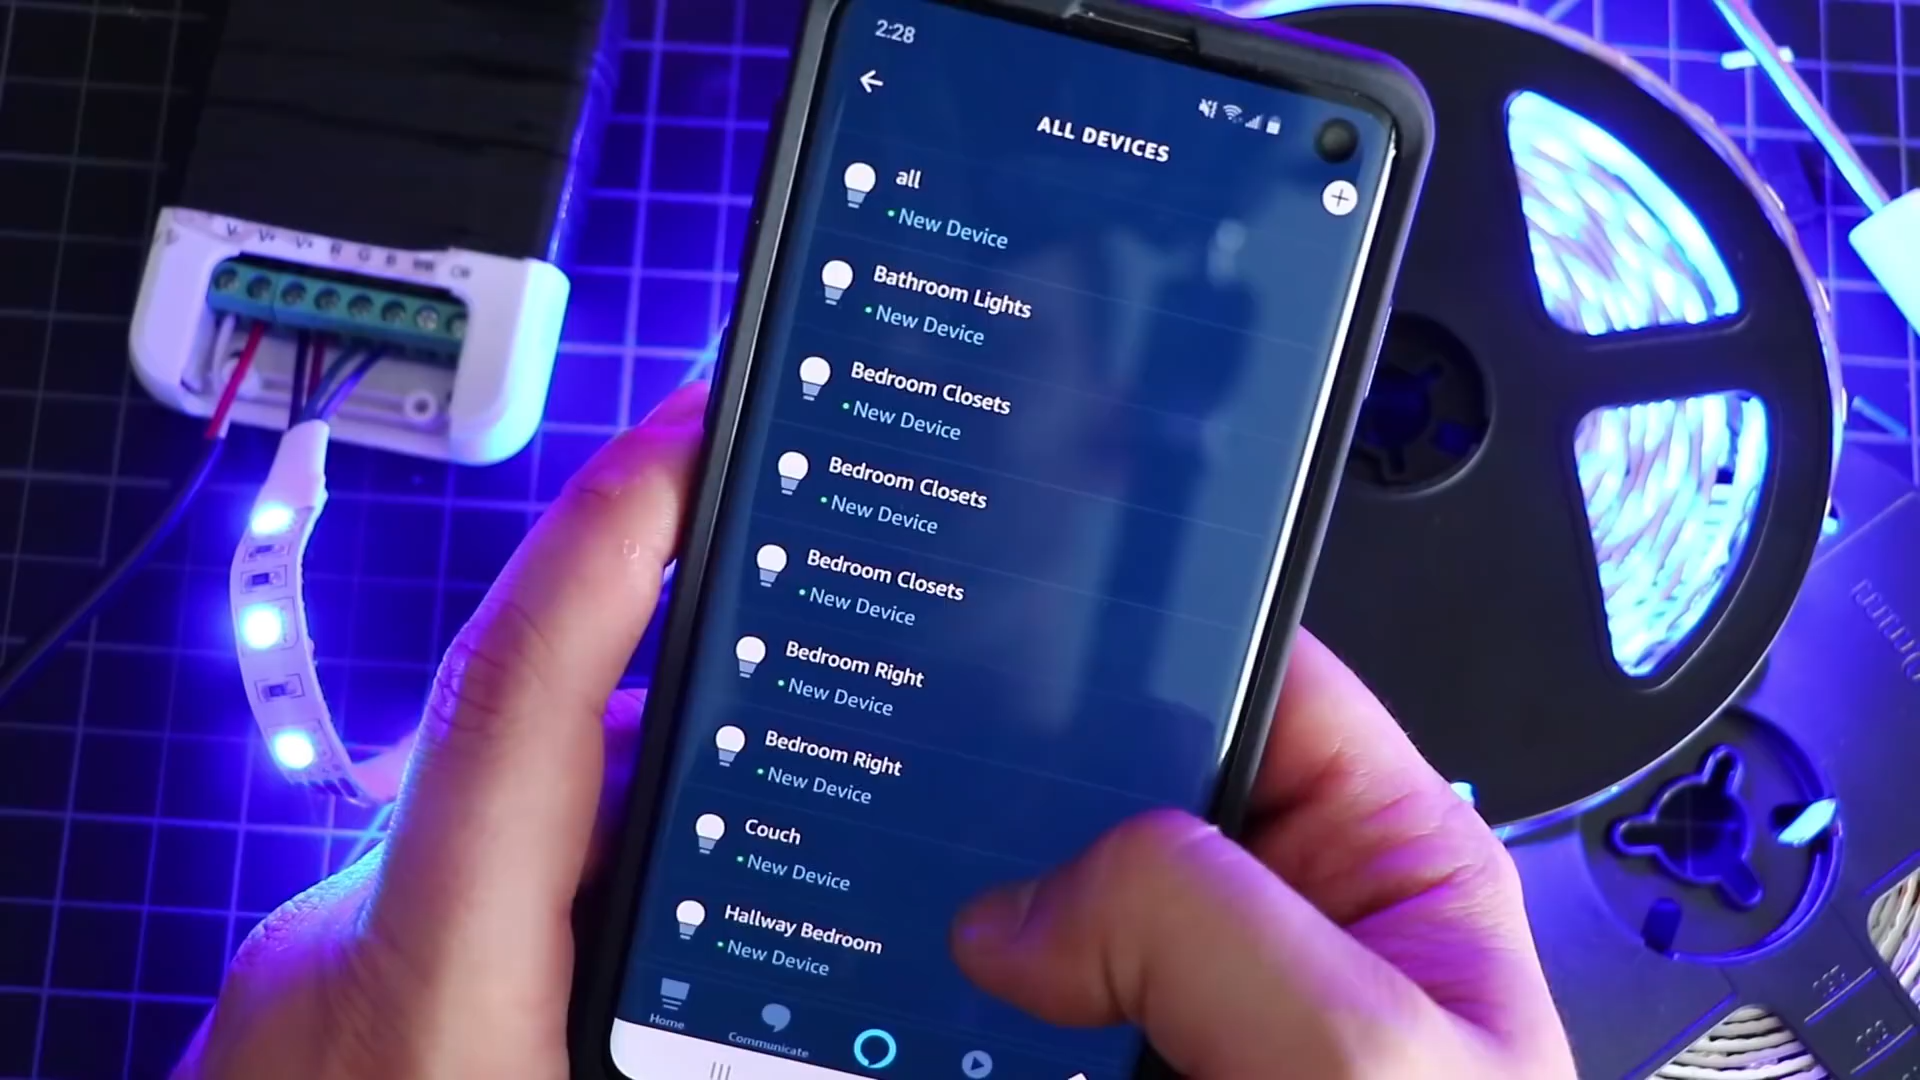 2:28
ALL DEVICES
all
New Device
Bathroom Lights
New Device
Bedroom Closets
New Device
Bedroom Closets
New Device
Bedroom Closets
New Device
Bedroom Right
New Device
Bedroom Right
New Device
Couch
New Device
Hallway Bedroom
New Device
Home
Communicate
V- V+ V+ R G B WW CW